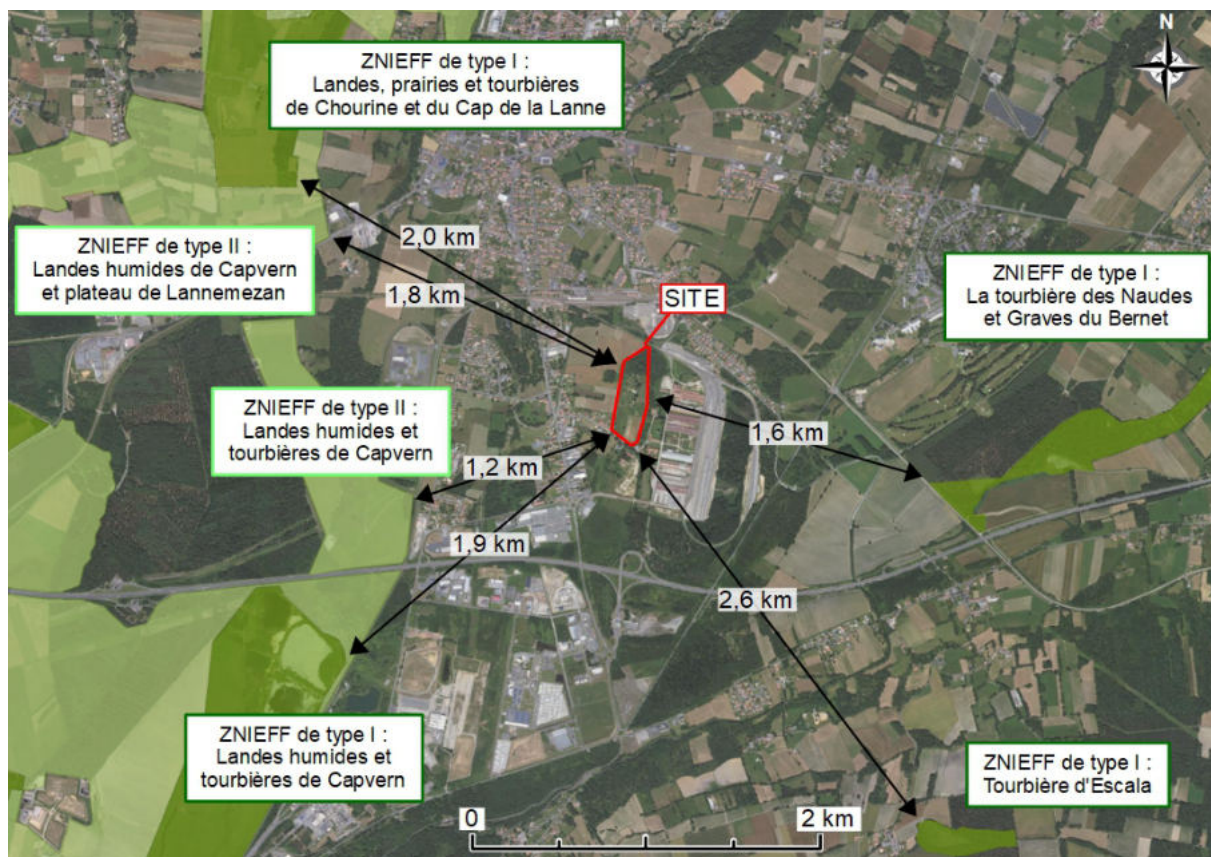 N
ZNIEFF de type I :
Landes, prairies et tourbières
de Chourine et du Cap de la Lanne
2,0 km
ZNIEFF de type II :
Landes humides de Capvern
et plateau de Lannemezan
1,8 km
SITE
ZNIEFF de type I :
La tourbière des Naudes
et Graves du Bernet
ZNIEFF de type II :
Landes humides et
tourbières de Capvern
1,6 km
1,2 km
1,9 km
2,6 km
ZNIEFF de type I :
Landes humides et
tourbières de Capvern
ZNIEFF de type I :
Tourbière d'Escala
0
2 km